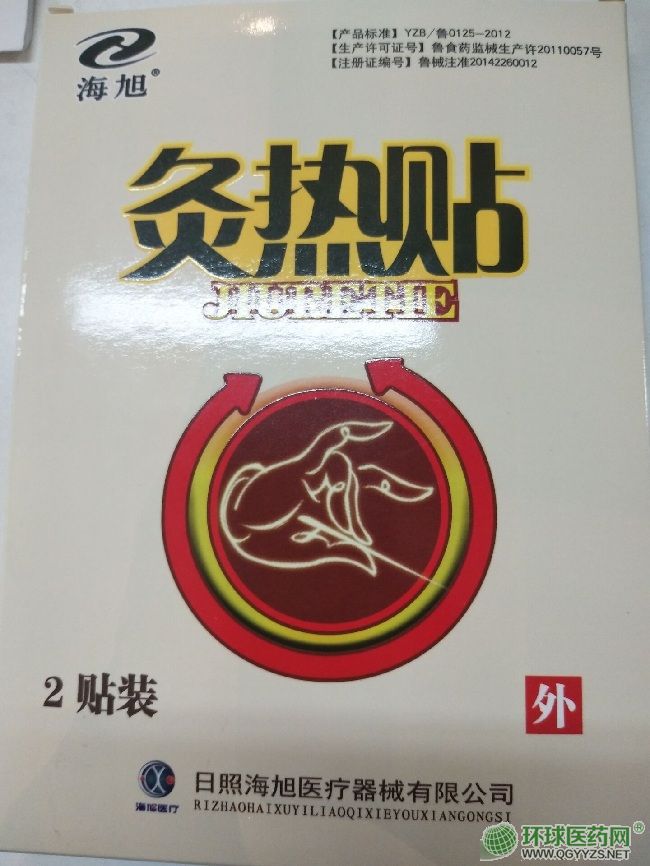 【产品标准】YZB/鲁0125-2012
【生产许可证号】鲁食药监械生产许20110057号
【注册证编号】鲁械注准20142260012
海旭®
灸热贴
2贴装
外
海旭医疗
日照海旭医疗器械有限公司
RIZHAOHAIXUYILIAOQIXIEYOUXIANGONGSI
环球医药网
WWW.QGYYZS.NET